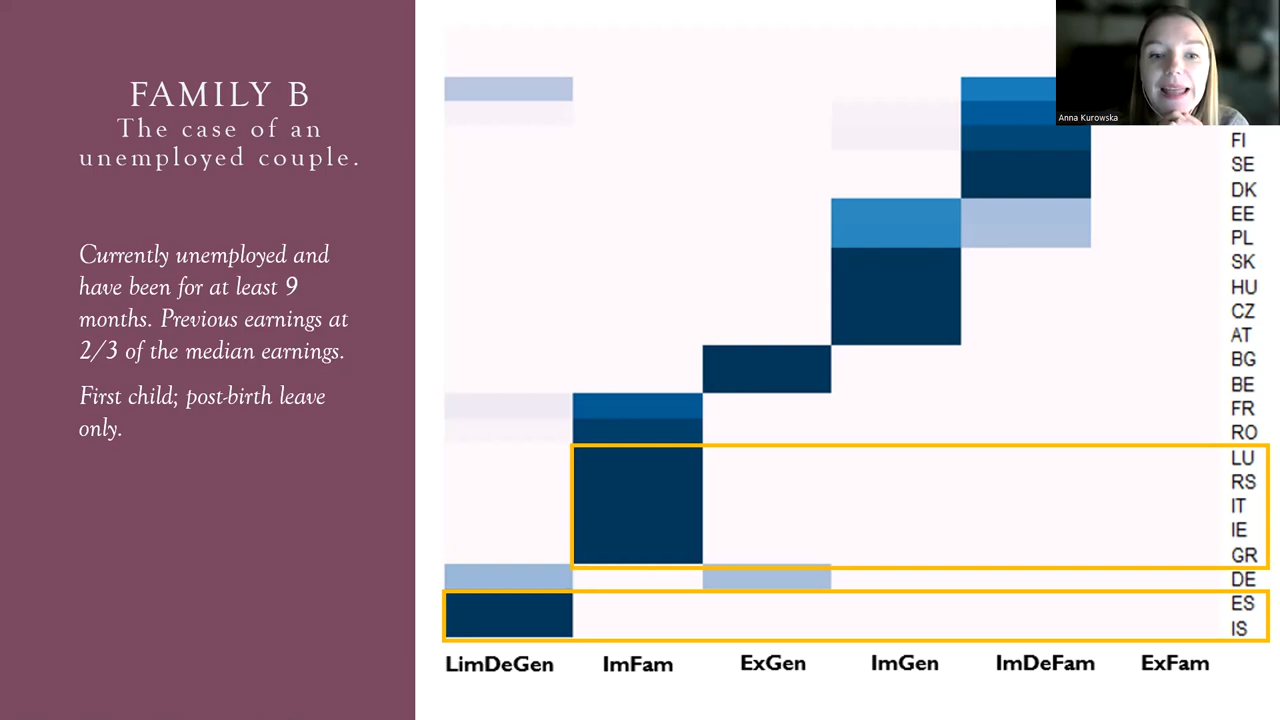 FAMILY B
The case of an
unemployed couple.
Currently unemployed and
have been for at least 9
months. Previous earnings at
2/3 of the median earnings.
First child; post-birth leave
only.
Anna Kurowska
FI
SE
DK
EE
PL
SK
HU
CZ
AT
BG
BE
FR
RO
LU
RS
IT
IE
GR
DE
ES
IS
LimDeGen ImFam ExGen ImGen ImDeFam ExFam